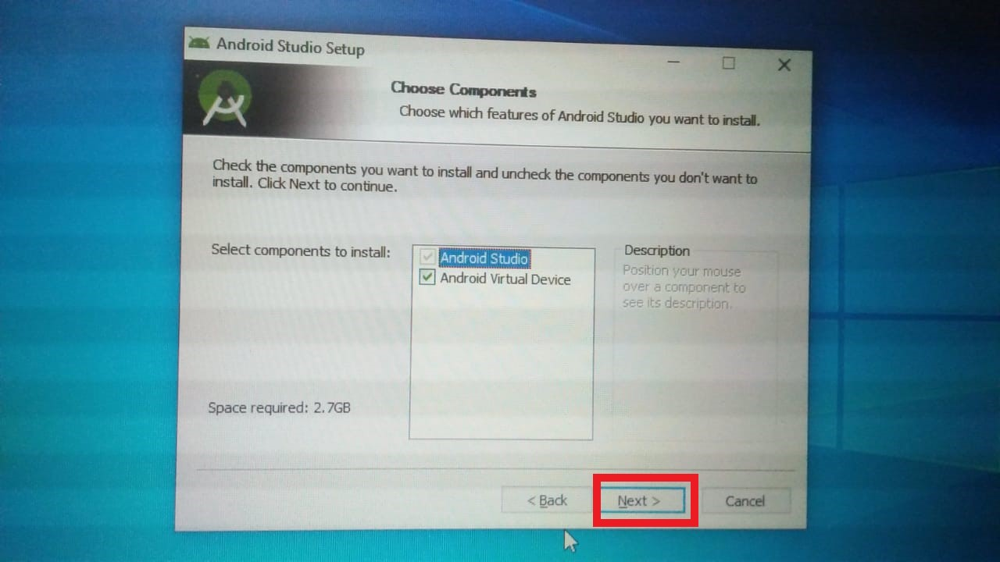 Android Studio Setup
Choose Components
Choose which features of Android Studio you want to install.
Check the components you want to install and uncheck the components you don't want to
install. Click Next to continue.
Select components to install:
Android Studio
Android Virtual Device
Description
Position your mouse
over a component to
see its description.
Space required: 2.7GB
< Back
Next >
Cancel